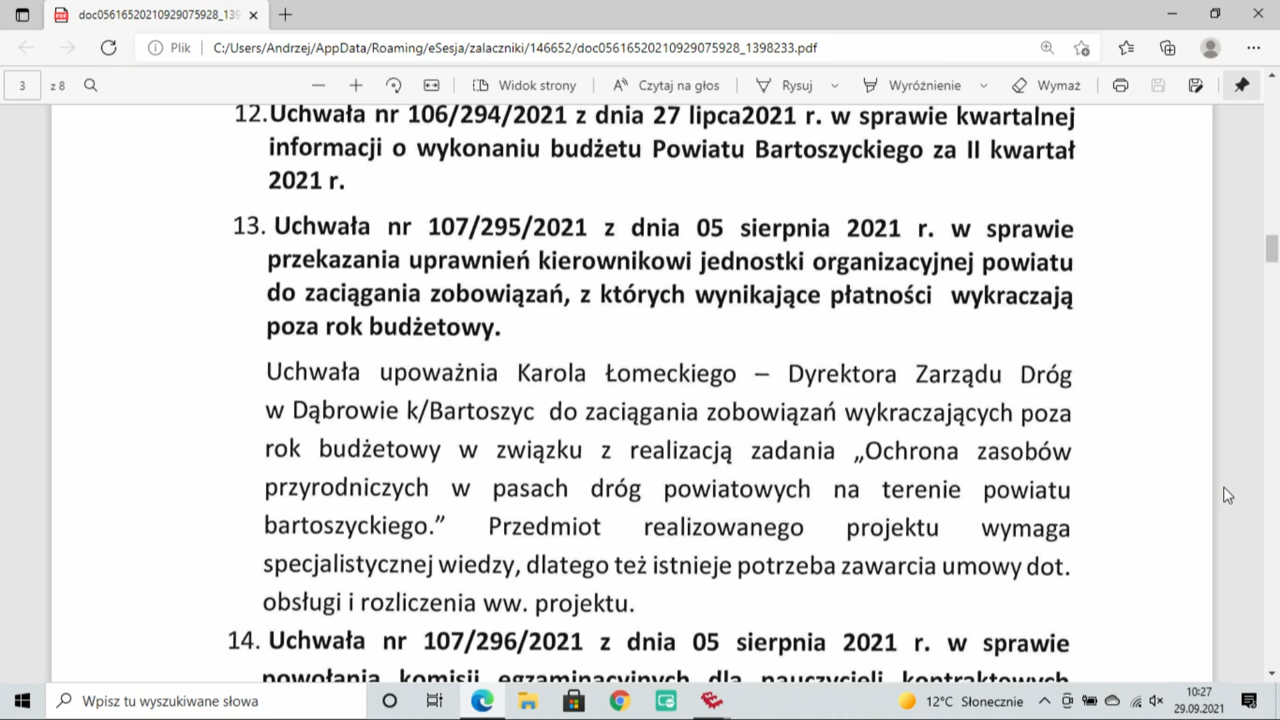 doc05616520210929075928_139
Plik
C:/Users/Andrzej/AppData/Roaming/eSesja/zalaczniki/146652/doc05616520210929075928_1398233.pdf
3 z 8
Widok strony
Czytaj na głos
Rysuj
Wyróżnienie
Wymaż
12.Uchwała nr 106/294/2021 z dnia 27 lipca2021 r. w sprawie kwartalnej
informacji o wykonaniu budżetu Powiatu Bartoszyckiego za II kwartał
2021 r.
13. Uchwała nr 107/295/2021 z dnia 05 sierpnia 2021 r. w sprawie
przekazania uprawnień kierownikowi jednostki organizacyjnej powiatu
do zaciągania zobowiązań, z których wynikające płatności wykraczają
poza rok budżetowy.
Uchwała upoważnia Karola Łomeckiego – Dyrektora Zarządu Dróg
w Dąbrowie k/Bartoszyc do zaciągania zobowiązań wykraczających poza
rok budżetowy w związku z realizacją zadania „Ochrona zasobów
przyrodniczych w pasach dróg powiatowych na terenie powiatu
bartoszyckiego.” Przedmiot realizowanego projektu wymaga
specjalistycznej wiedzy, dlatego też istnieje potrzeba zawarcia umowy dot.
obsługi i rozliczenia ww. projektu.
14. Uchwała nr 107/296/2021 z dnia 05 sierpnia 2021 r. w sprawie
powołania komisji egzaminacyjnych dla nauczycieli kontraktowych
Wpisz tu wyszukiwane słowa
12°C Słonecznie
10:27
29.09.2021